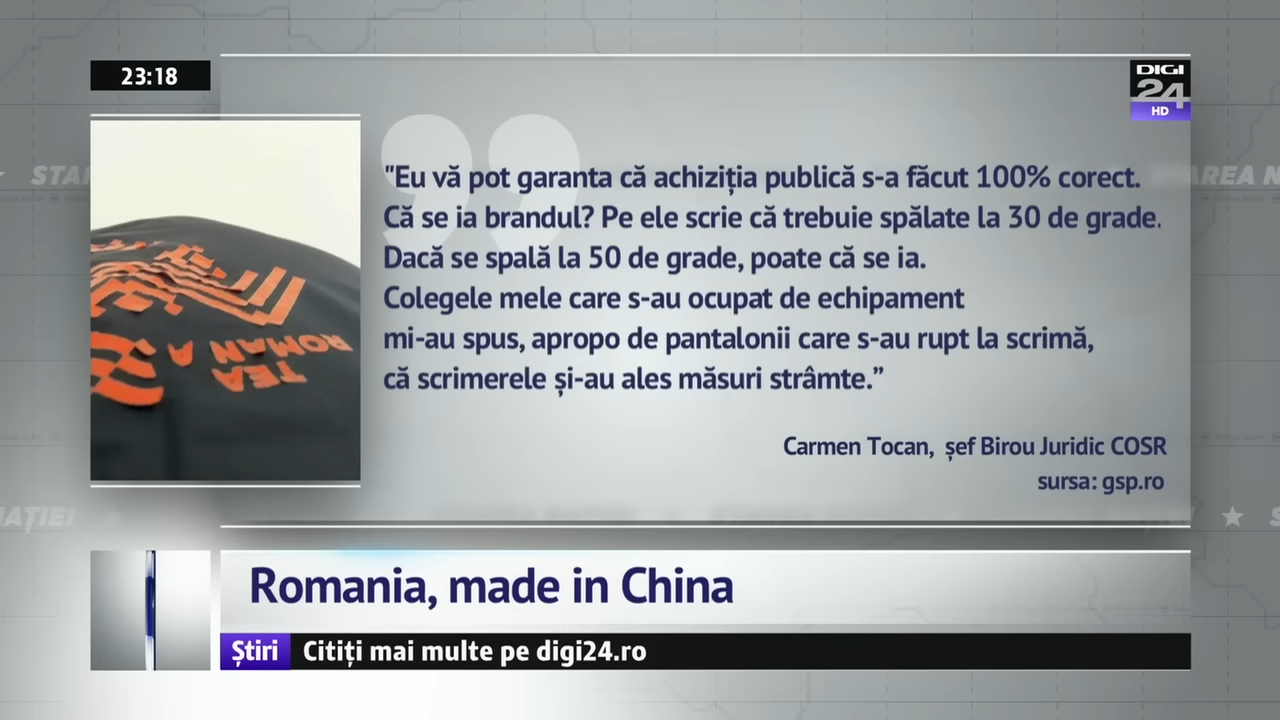 23:18
DIGI
24
HD
"Eu vă pot garanta că achiziția publică s-a făcut 100% corect.
Că se ia brandul? Pe ele scrie că trebuie spălate la 30 de grade.
Dacă se spală la 50 de grade, poate că se ia.
Colegele mele care s-au ocupat de echipament
mi-au spus, apropo de pantalonii care s-au rupt la scrimă,
că scrimerele și-au ales măsuri strâmte.”
Carmen Tocan, șef Birou Juridic COSR
sursa: gsp.ro
TEA
ROMAN A
Romania, made in China
Știri Citiți mai multe pe digi24.ro